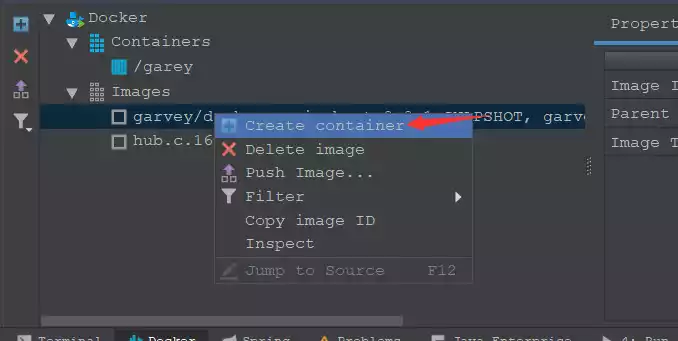 Docker
Propert
Containers
/garey
Image I
Images
Parent
garvey/d
PSHOT, garve
Create container
hub.c.16
Delete image
Image T
Push Image...
Filter
Copy image ID
Inspect
Jump to Source F12
Terminal Docker Spring Problems Java Enterprise 4: Run